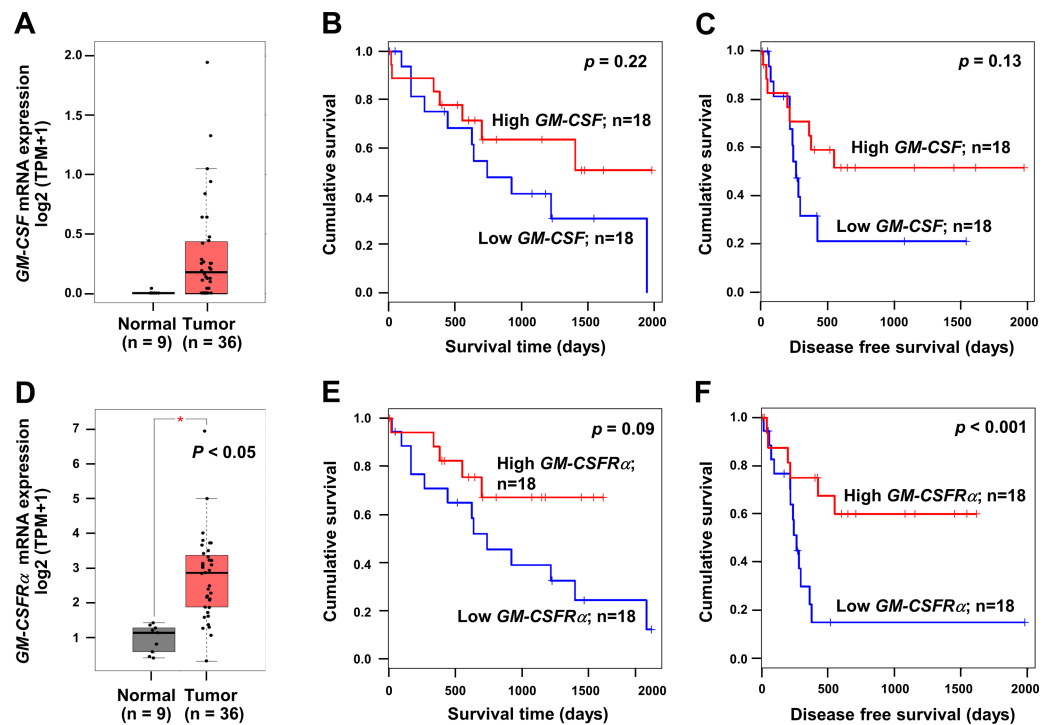 A
GM-CSF mRNA expression
log2 (TPM+1)
2.0
1.5
1.0
0.5
0.0
Normal
(n = 9)
Tumor
(n = 36)
B
Cumulative survival
1.0
0.8
0.6
0.4
0.2
0.0
p = 0.22
High GM-CSF; n=18
Low GM-CSF; n=18
0 500 1000 1500 2000
Survival time (days)
C
Cumulative survival
1.0
0.8
0.6
0.4
0.2
0.0
p = 0.13
High GM-CSF; n=18
Low GM-CSF; n=18
0 500 1000 1500 2000
Disease free survival (days)
D
GM-CSFRα mRNA expression
log2 (TPM+1)
7
6
5
4
3
2
1
*
P < 0.05
Normal
(n = 9)
Tumor
(n = 36)
E
Cumulative survival
1.0
0.8
0.6
0.4
0.2
0.0
p = 0.09
High GM-CSFRα;
n=18
Low GM-CSFRα; n=18
0 500 1000 1500 2000
Survival time (days)
F
Cumulative survival
1.0
0.8
0.6
0.4
0.2
0.0
p < 0.001
High GM-CSFRα; n=18
Low GM-CSFRα; n=18
0 500 1000 1500 2000
Disease free survival (days)